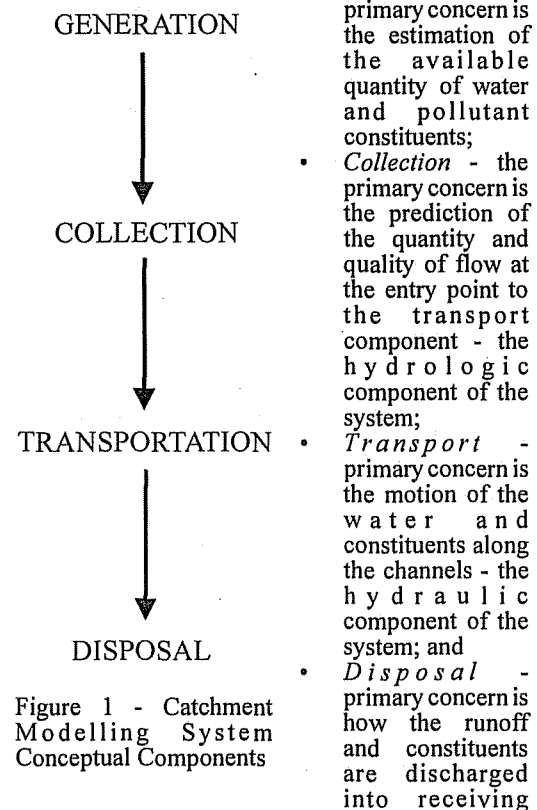 GENERATION
COLLECTION
TRANSPORTATION
DISPOSAL
Figure 1 - Catchment
Modelling System
Conceptual Components
primary concern is
the estimation of
the available
quantity of water
and pollutant
constituents;
• Collection - the
primary concern is
the prediction of
the quantity and
quality of flow at
the entry point to
the transport
component - the
hydrologic
component of the
system;
• Transport -
primary concern is
the motion of the
water and
constituents along
the channels - the
hydraulic
component of the
system; and
• Disposal -
primary concern is
how the runoff
and constituents
are discharged
into receiving